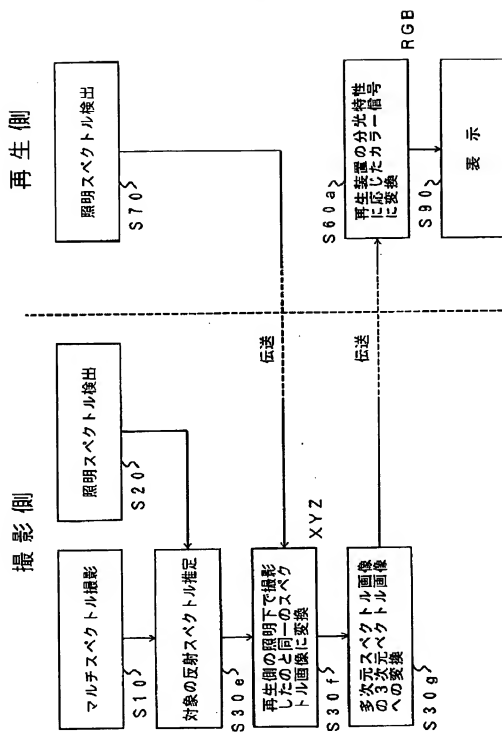 撮影側
マルチスペクトル撮影
S10
照明スペクトル検出
S20
対象の反射スペクトル推定
S30e
再生側の照明下で撮影
したのと同一のスペク
トル画像に変換
S30f
XYZ
多次元スペクトル画像
の3次元スペクトル画像
への変換
S30g
伝送
伝送
再生側
照明スペクトル検出
S70
再生装置の分光特性
に応じたカラー信号
に変換
S60a
RGB
表示
S90